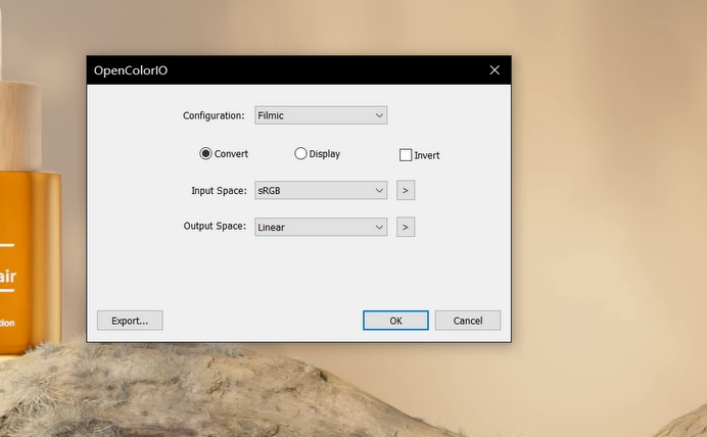 OpenColorIO
Configuration: Filmic
Convert Display Invert
Input Space: sRGB >
Output Space: Linear >
air
tion
Export... OK Cancel